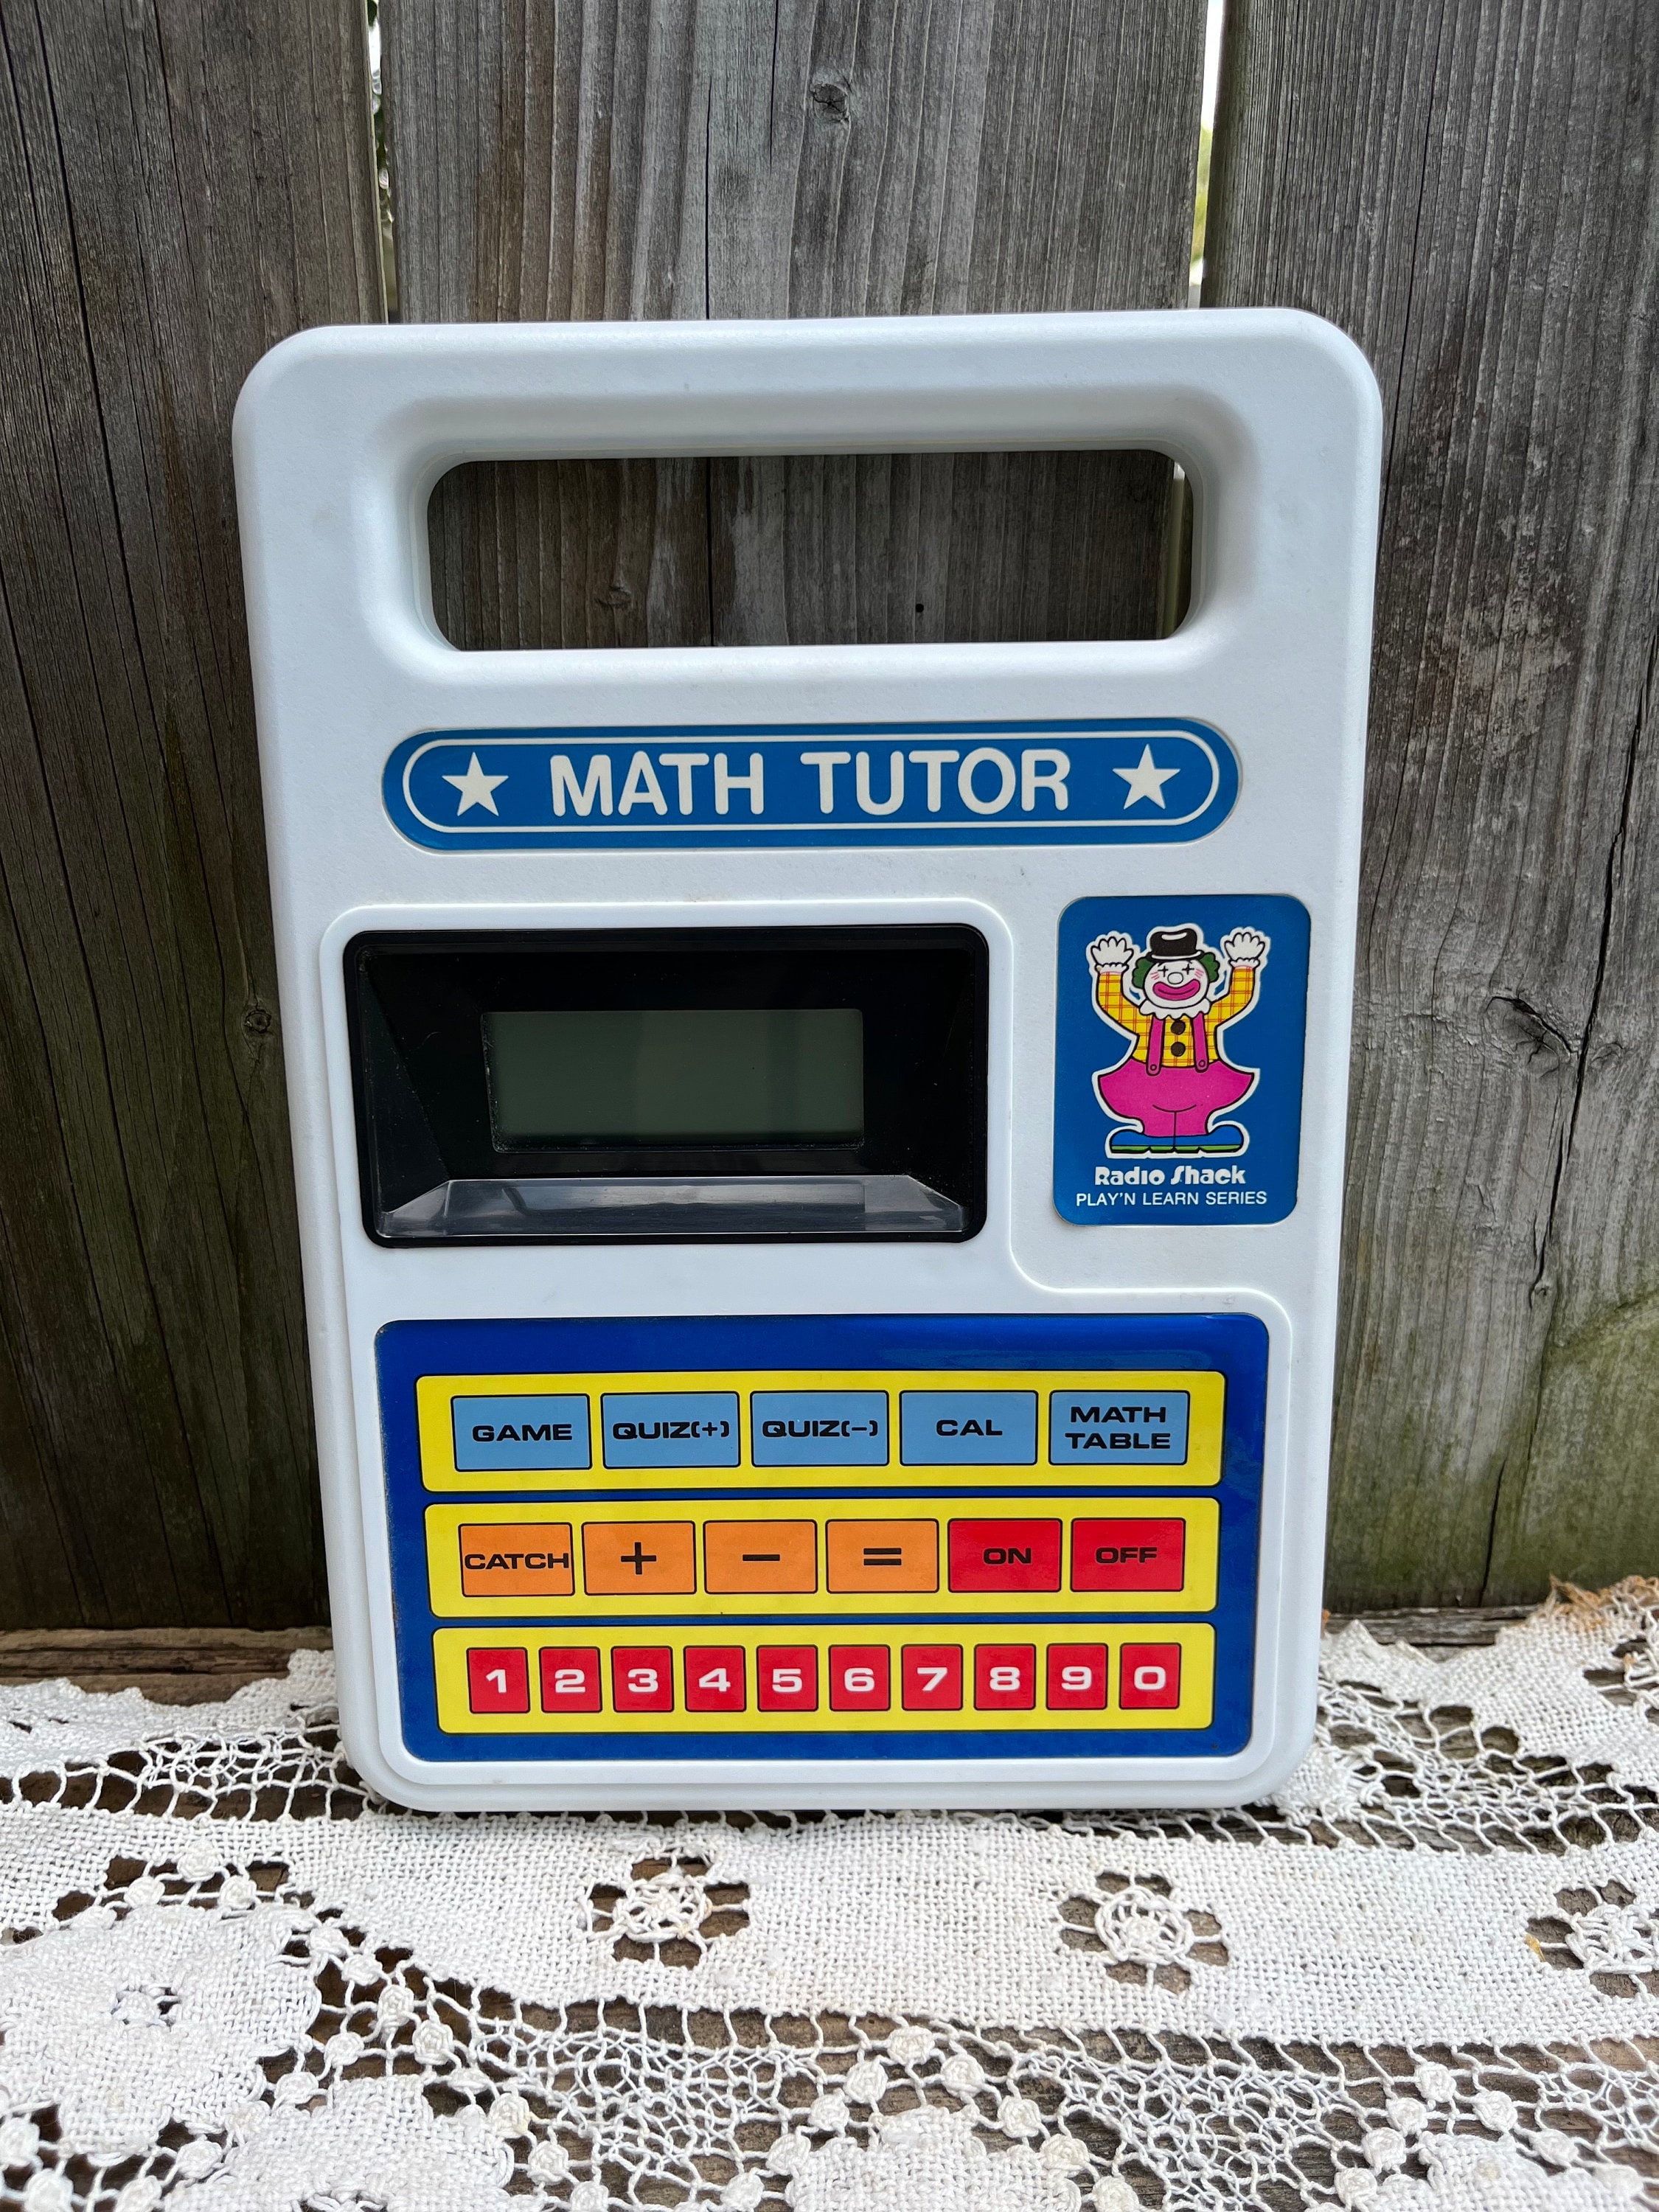 ★ MATH TUTOR ★
Radio Shack
PLAY'N LEARN SERIES
GAME QUIZ(+) QUIZ(-) CAL MATH TABLE
CATCH + - = ON OFF
1 2 3 4 5 6 7 8 9 0